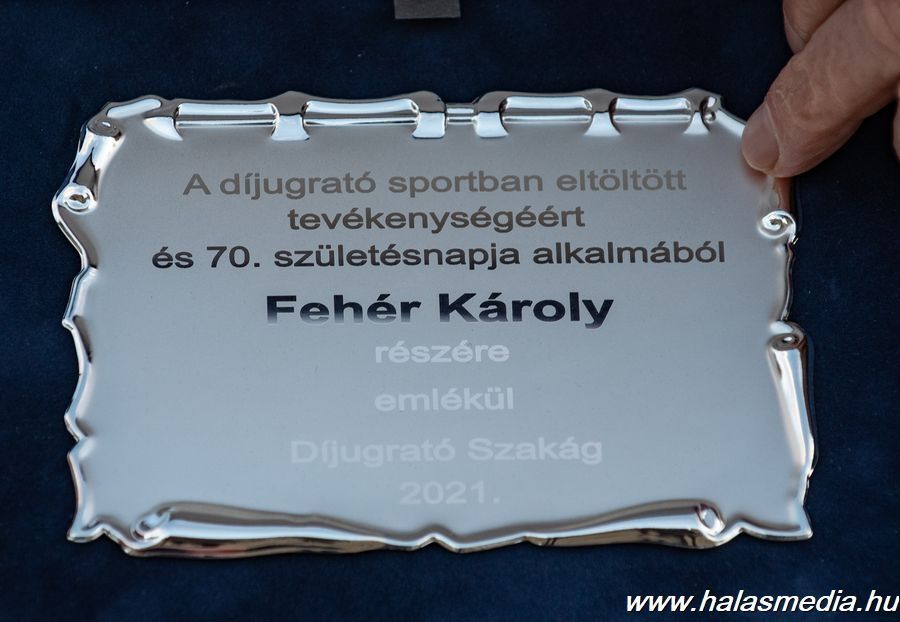 A díjugrató sportban eltöltött
tevékenységéért
és 70. születésnapja alkalmából
Fehér Károly
részére
emlékül
Díjugrató Szakág
2021.
www.halasmedia.hu